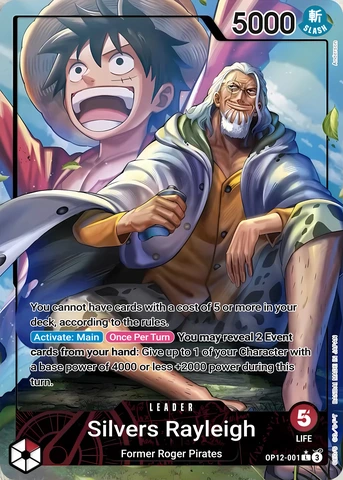 5000
斬
SLASH
You cannot have cards with a cost of 5 or more in your
deck, according to the rules.
Activate: Main Once Per Turn You may reveal 2 Event
cards from your hand: Give up to 1 of your Character with
a base power of 4000 or less +2000 power during this
turn.
LEADER
Silvers Rayleigh
Former Roger Pirates
5
LIFE
OP12-001 L 3